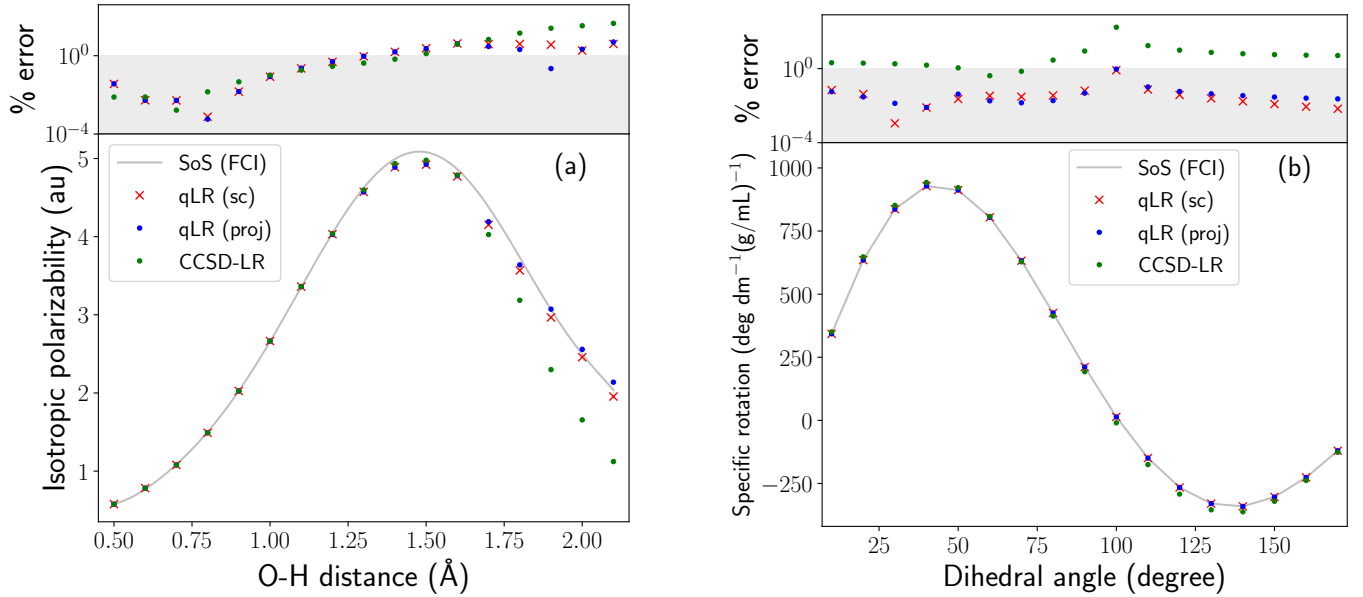 % error
10^0
10^−4
Isotropic polarizability (au)
5
4
3
2
1
SoS (FCI)
qLR (sc)
qLR (proj)
CCSD-LR
(a)
0.50 0.75 1.00 1.25 1.50 1.75 2.00
O-H distance (Å)
% error
10^0
10^−4
Specific rotation (deg dm^−1(g/mL)^−1)
1000
750
500
250
0
−250
SoS (FCI)
qLR (sc)
qLR (proj)
CCSD-LR
(b)
25 50 75 100 125 150
Dihedral angle (degree)